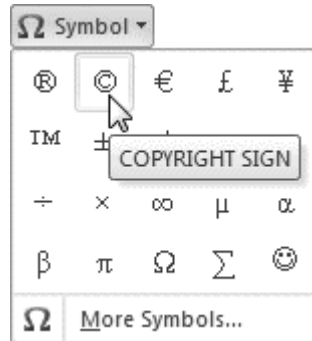 Ω Symbol
® © € £ ¥
™ ±
COPYRIGHT SIGN
÷ × ∞ µ α
β π Ω ∑ ☺
Ω More Symbols...